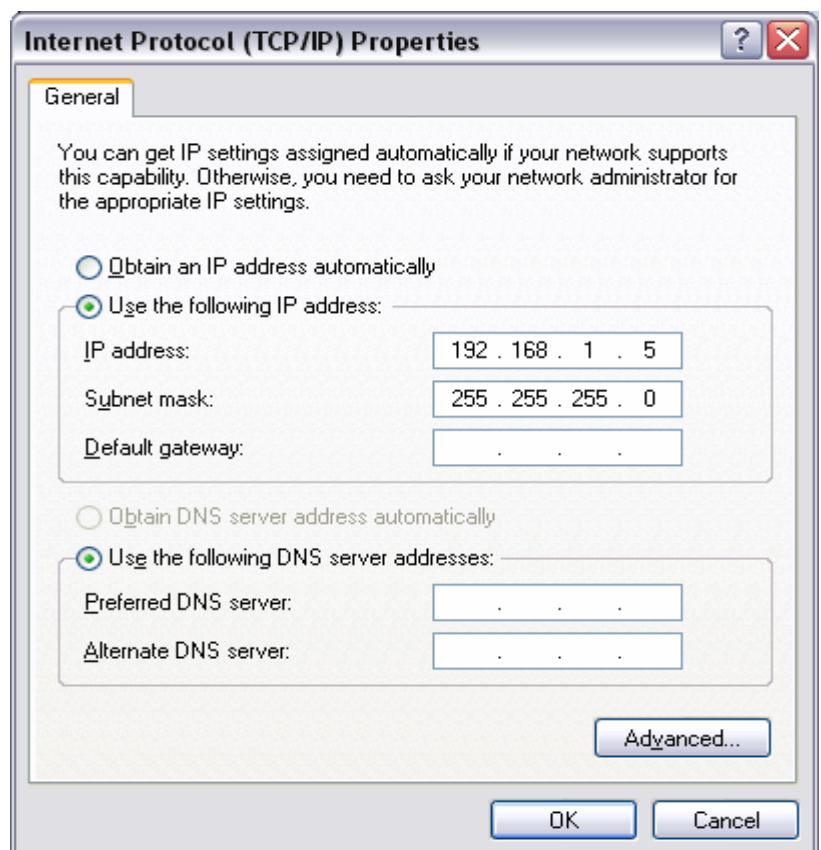 Internet Protocol (TCP/IP) Properties
General
You can get IP settings assigned automatically if your network supports
this capability. Otherwise, you need to ask your network administrator for
the appropriate IP settings.
Obtain an IP address automatically
Use the following IP address:
IP address: 192 . 168 . 1 . 5
Subnet mask: 255 . 255 . 255 . 0
Default gateway: . . .
Obtain DNS server address automatically
Use the following DNS server addresses:
Preferred DNS server: . . .
Alternate DNS server: . . .
Advanced...
OK Cancel